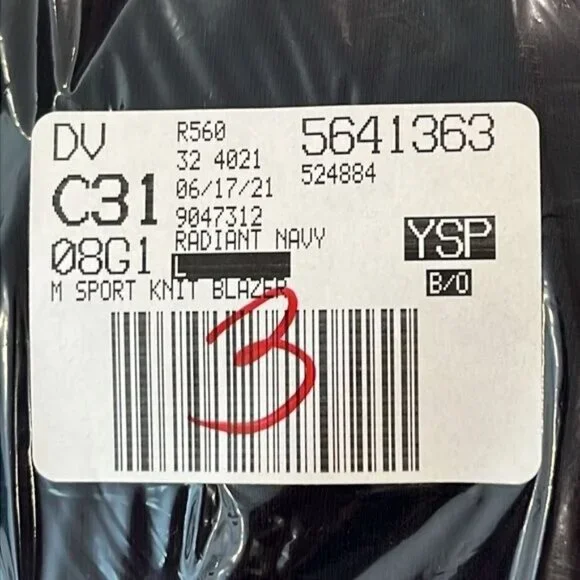 DV R560 5641363
32 4021 524884
C31 06/17/21
9047312
RADIANT NAVY YSP
08G1 L
M SPORT KNIT BLAZER B/O
3